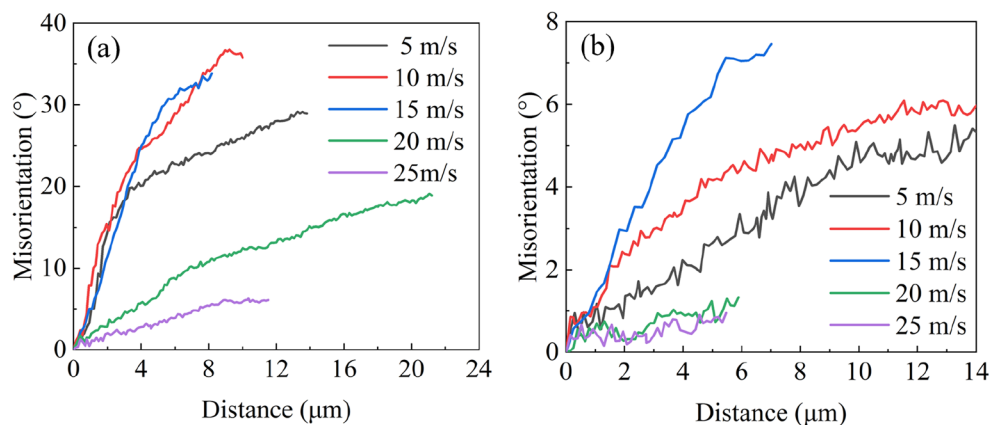 (a)
5 m/s
10 m/s
15 m/s
20 m/s
25m/s
Misorientation (°)
40
30
20
10
0
0 4 8 12 16 20 24
Distance (μm)
(b)
5 m/s
10 m/s
15 m/s
20 m/s
25 m/s
Misorientation (°)
8
6
4
2
0
0 2 4 6 8 10 12 14
Distance (μm)